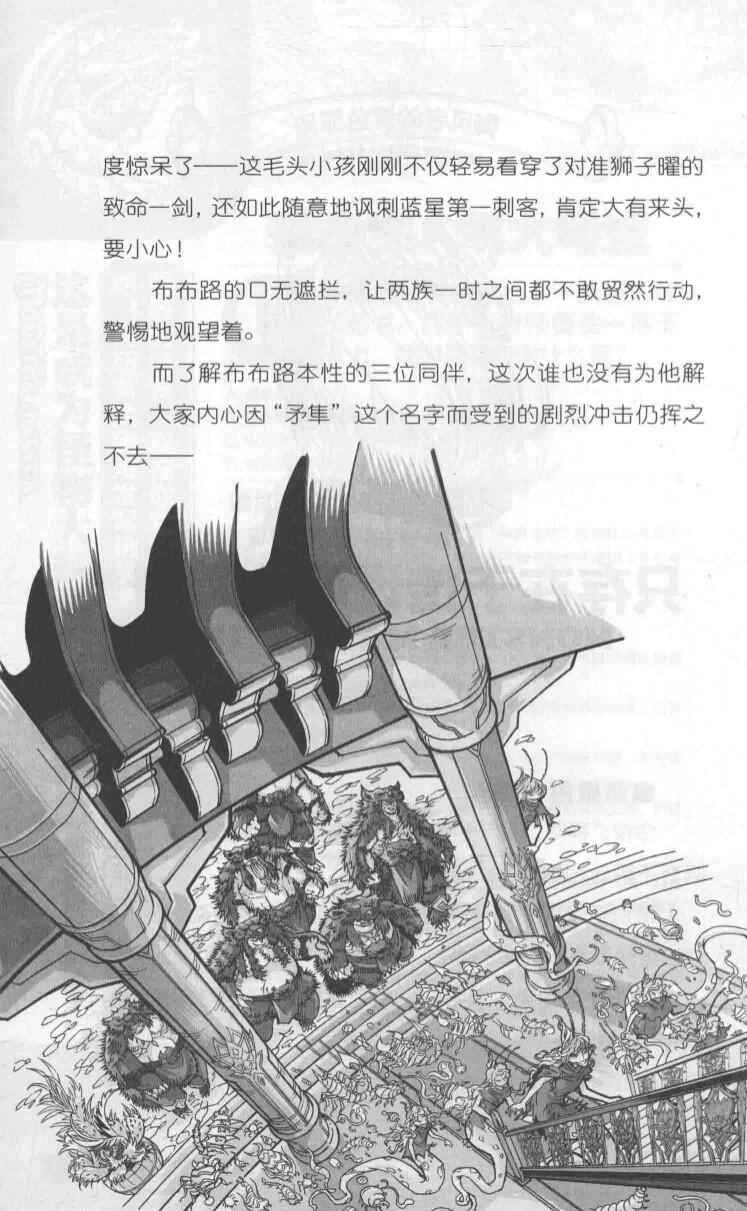 度惊呆了——这毛头小孩刚刚不仅轻易看穿了对准狮子曜的
致命一剑，还如此随意地讽刺蓝星第一刺客，肯定大有来头，
要小心！
布布路的口无遮拦，让两族一时之间都不敢贸然行动，
警惕地观望着。
而了解布布路本性的三位同伴，这次谁也没有为他解
释，大家内心因“矛隼”这个名字而受到的剧烈冲击仍挥之
不去——